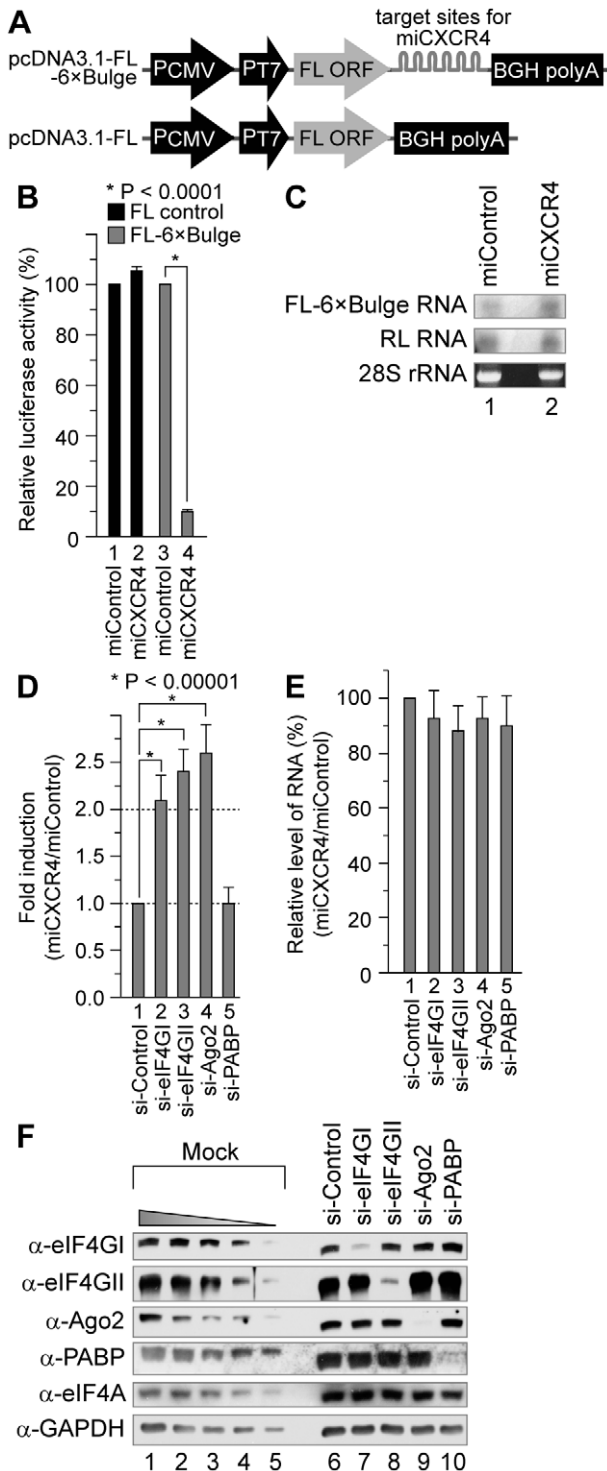 A
target sites for
miCXCR4
pcDNA3.1-FL
-6×Bulge
PCMV
PT7
FL ORF
BGH polyA
pcDNA3.1-FL
PCMV
PT7
FL ORF
BGH polyA
B
* P < 0.0001
FL control
FL-6×Bulge
*
Relative luciferase activity (%)
100
80
60
40
20
0
1 2 3 4
miControl
miCXCR4
miControl
miCXCR4
C
miControl
miCXCR4
FL-6×Bulge RNA
RL RNA
28S rRNA
1 2
D
* P < 0.00001
*
*
*
Fold induction
(miCXCR4/miControl)
2.5
2.0
1.5
1.0
0.5
0.0
1 2 3 4 5
si-Control
si-eIF4GI
si-eIF4GII
si-Ago2
si-PABP
E
Relative level of RNA (%)
(miCXCR4/miControl)
100
80
60
40
20
0
1 2 3 4 5
si-Control
si-eIF4GI
si-eIF4GII
si-Ago2
si-PABP
F
Mock
si-Control
si-eIF4GI
si-eIF4GII
si-Ago2
si-PABP
α-eIF4GI
α-eIF4GII
α-Ago2
α-PABP
α-eIF4A
α-GAPDH
1 2 3 4 5 6 7 8 9 10